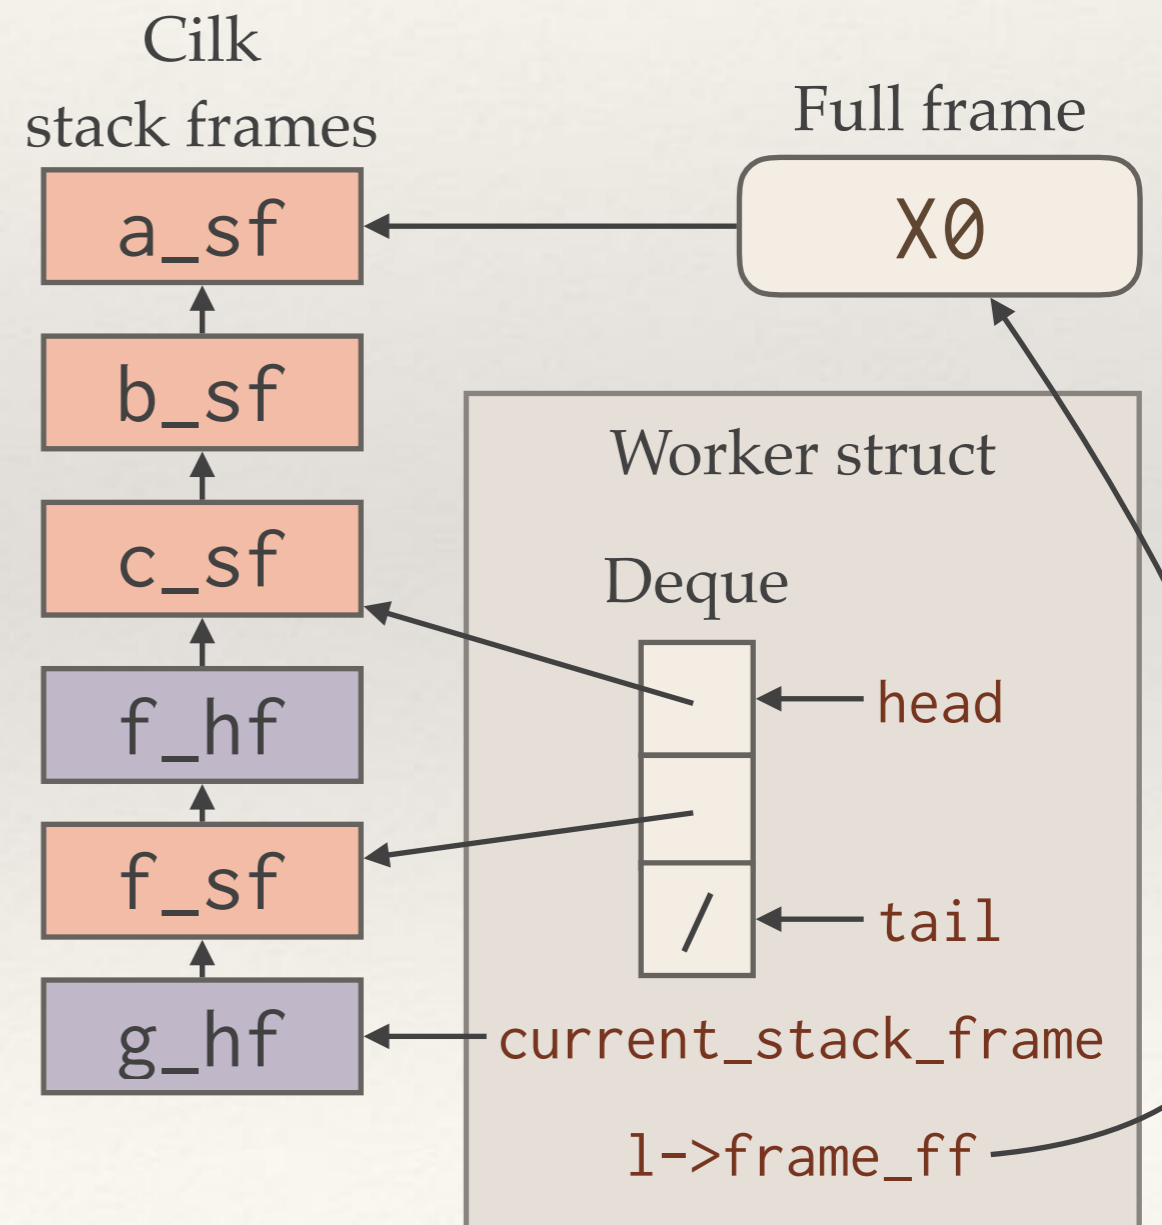 Cilk
stack frames
Full frame
a_sf
X0
b_sf
Worker struct
c_sf
Deque
f_hf
head
f_sf
tail
g_hf
current_stack_frame
l->frame_ff